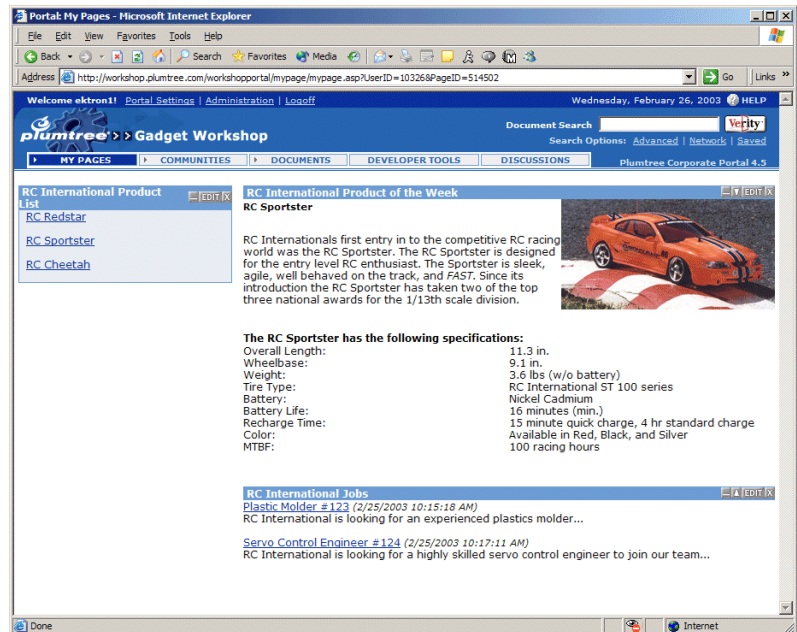 Portal: My Pages - Microsoft Internet Explorer
File Edit View Favorites Tools Help
Back Search Favorites Media
Address http://workshop.plumtree.com/workshopportal/mypage/mypage.asp?UserID=10326&PageID=514502 Go Links »
Welcome ektron1! Portal Settings | Administration | Logoff Wednesday, February 26, 2003 HELP
plumtree >> Gadget Workshop
Document Search Verity
Search Options: Advanced | Network | Saved
MY PAGES COMMUNITIES DOCUMENTS DEVELOPER TOOLS DISCUSSIONS Plumtree Corporate Portal 4.5
RC International Product
List
EDIT X
RC Redstar
RC Sportster
RC Cheetah
RC International Product of the Week EDIT X
RC Sportster
RC Internationals first entry in to the competitive RC racing
world was the RC Sportster. The RC Sportster is designed
for the entry level RC enthusiast. The Sportster is sleek,
agile, well behaved on the track, and FAST. Since its
introduction the RC Sportster has taken two of the top
three national awards for the 1/13th scale division.
The RC Sportster has the following specifications:
Overall Length: 11.3 in.
Wheelbase: 9.1 in.
Weight: 3.6 lbs (w/o battery)
Tire Type: RC International ST 100 series
Battery: Nickel Cadmium
Battery Life: 16 minutes (min.)
Recharge Time: 15 minute quick charge, 4 hr standard charge
Color: Available in Red, Black, and Silver
MTBF: 100 racing hours
RC International Jobs EDIT X
Plastic Molder #123 (2/25/2003 10:15:18 AM)
RC International is looking for an experienced plastics molder...
Servo Control Engineer #124 (2/25/2003 10:17:11 AM)
RC International is looking for a highly skilled servo control engineer to join our team...
Done Internet